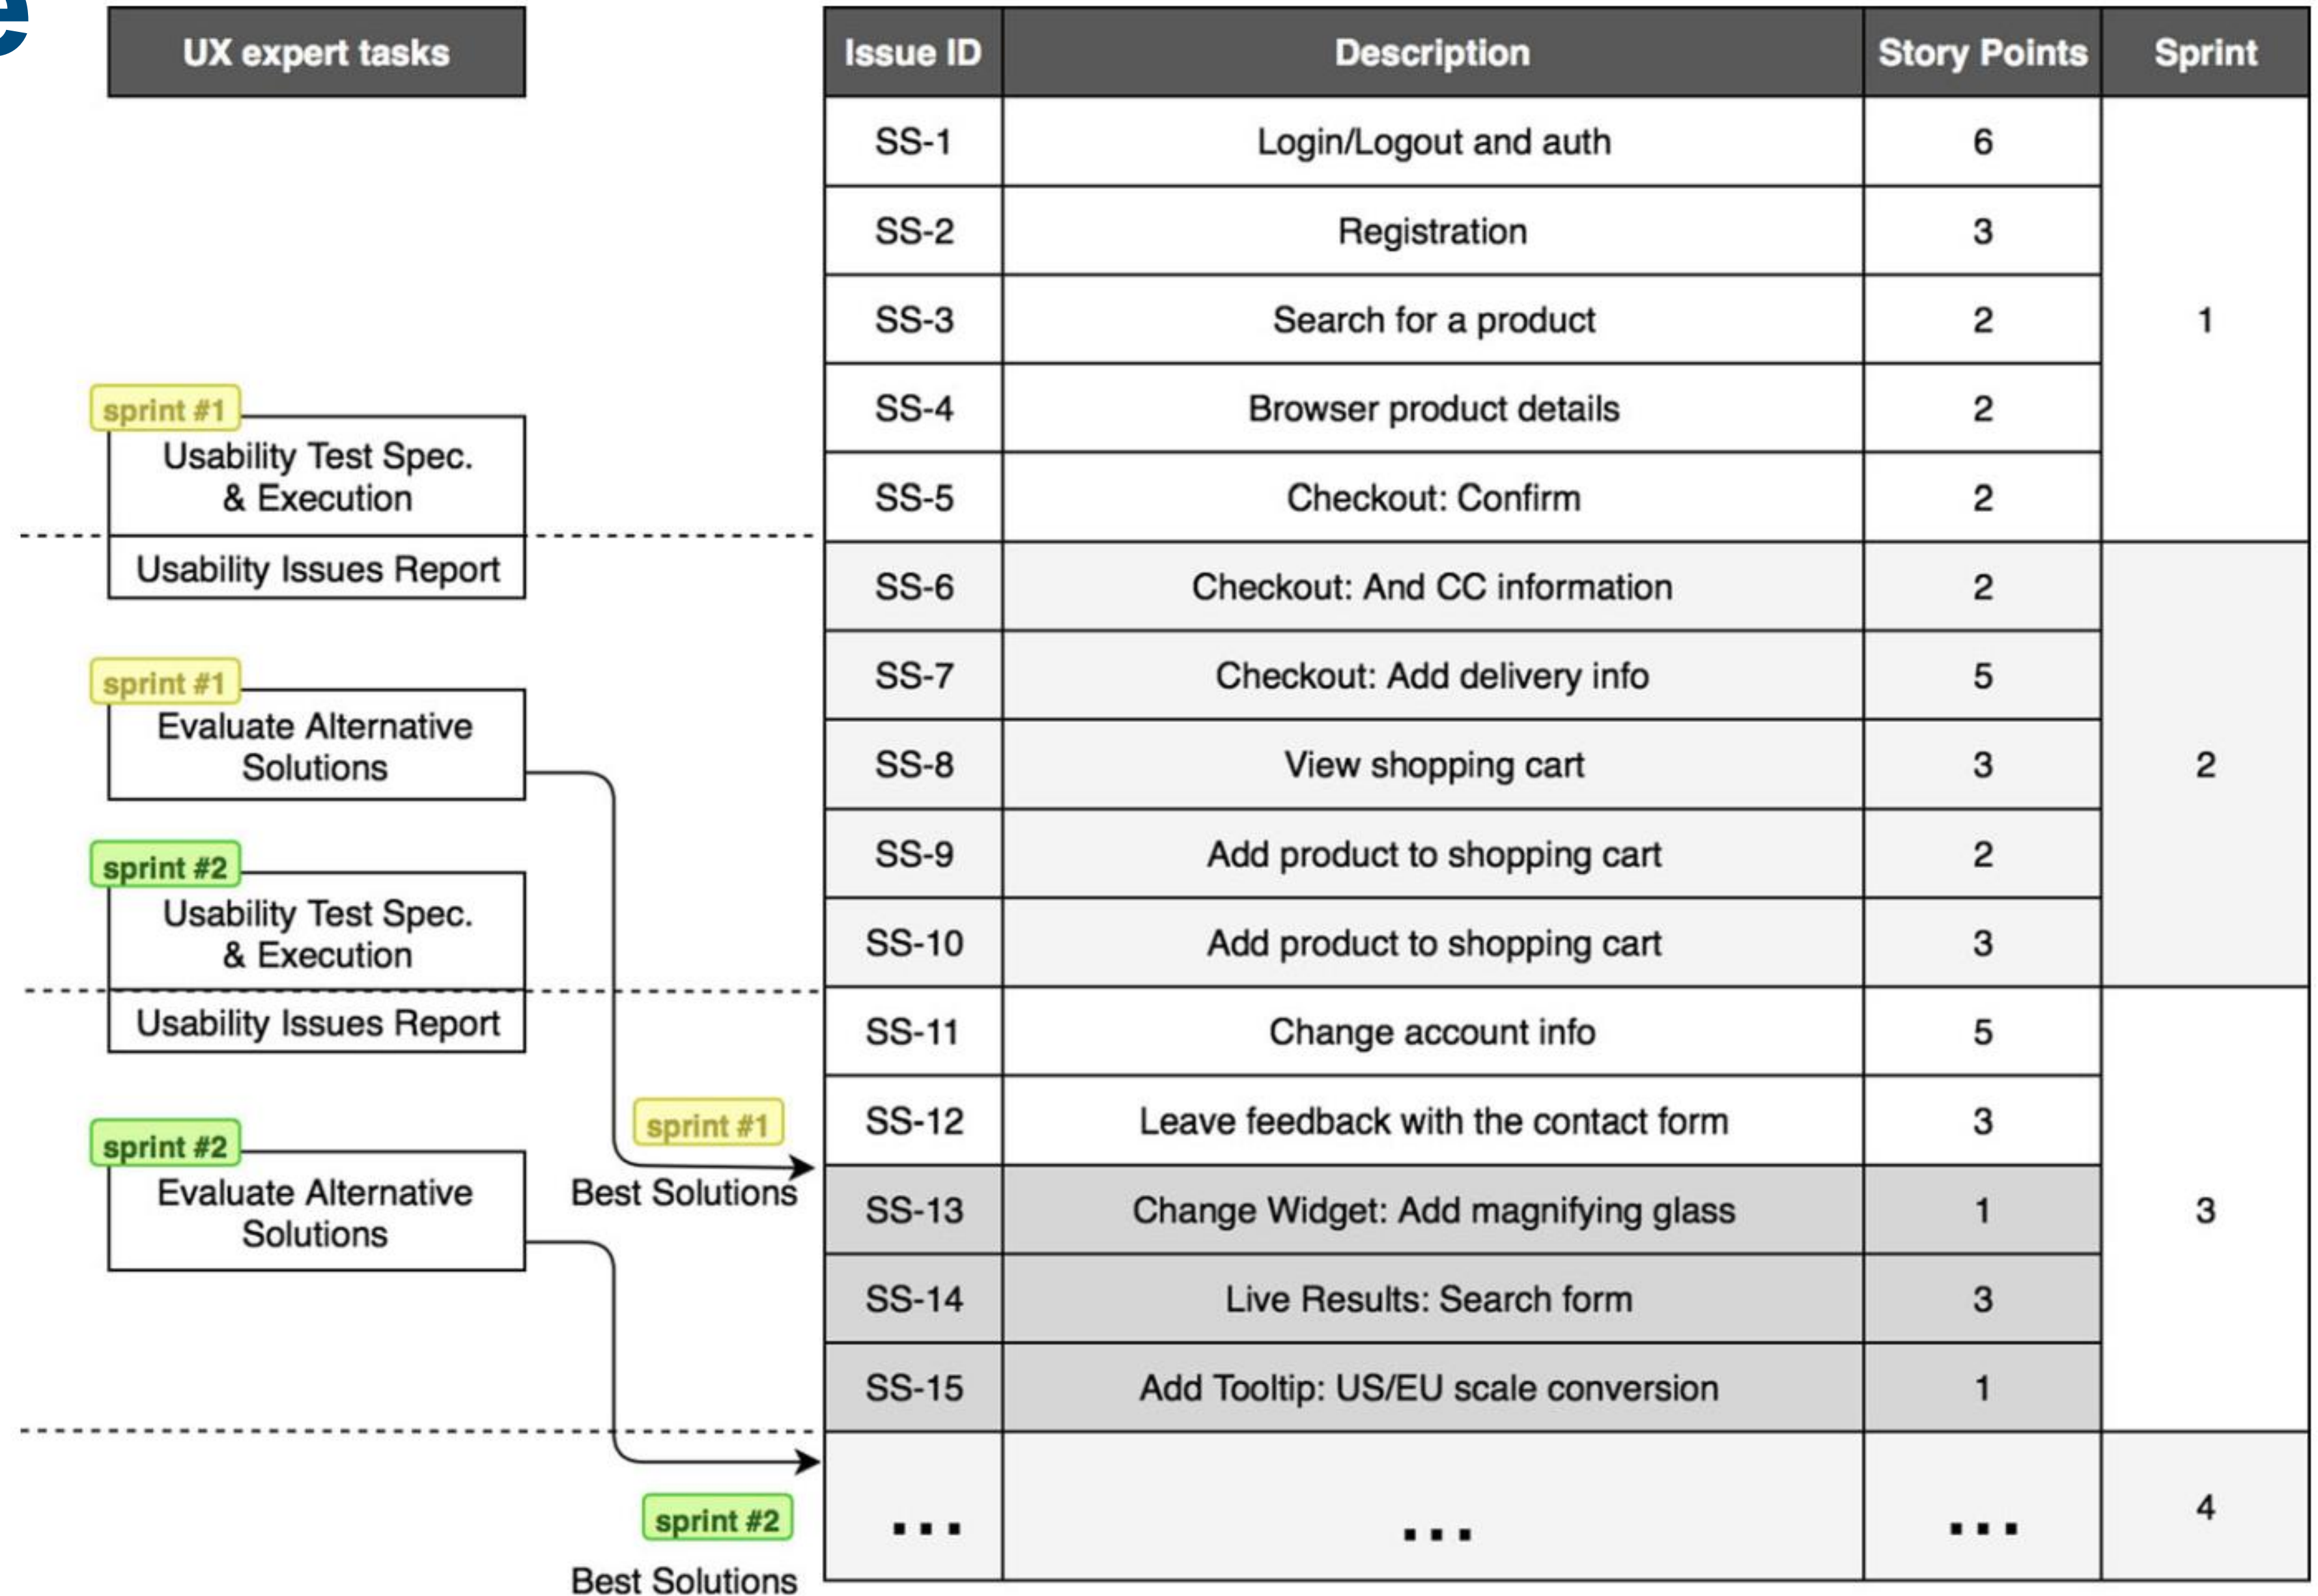 UX expert tasks
sprint #1
Usability Test Spec.
& Execution
Usability Issues Report
sprint #1
Evaluate Alternative
Solutions
sprint #2
Usability Test Spec.
& Execution
Usability Issues Report
sprint #2
Evaluate Alternative
Solutions
sprint #1
Best Solutions
sprint #2
Best Solutions
Issue ID Description Story Points Sprint
SS-1 Login/Logout and auth 6
SS-2 Registration 3
SS-3 Search for a product 2 1
SS-4 Browser product details 2
SS-5 Checkout: Confirm 2
SS-6 Checkout: And CC information 2
SS-7 Checkout: Add delivery info 5
SS-8 View shopping cart 3 2
SS-9 Add product to shopping cart 2
SS-10 Add product to shopping cart 3
SS-11 Change account info 5
SS-12 Leave feedback with the contact form 3
SS-13 Change Widget: Add magnifying glass 1 3
SS-14 Live Results: Search form 3
SS-15 Add Tooltip: US/EU scale conversion 1
... ... ... 4